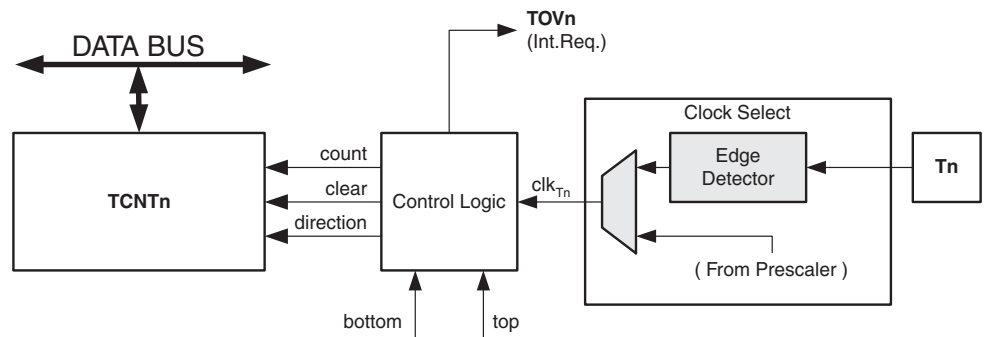 TOVn
(Int.Req.)
DATA BUS
Clock Select
count
Edge
Detector
Tn
TCNTn
clear
Control Logic
clkTn
direction
( From Prescaler )
bottom
top